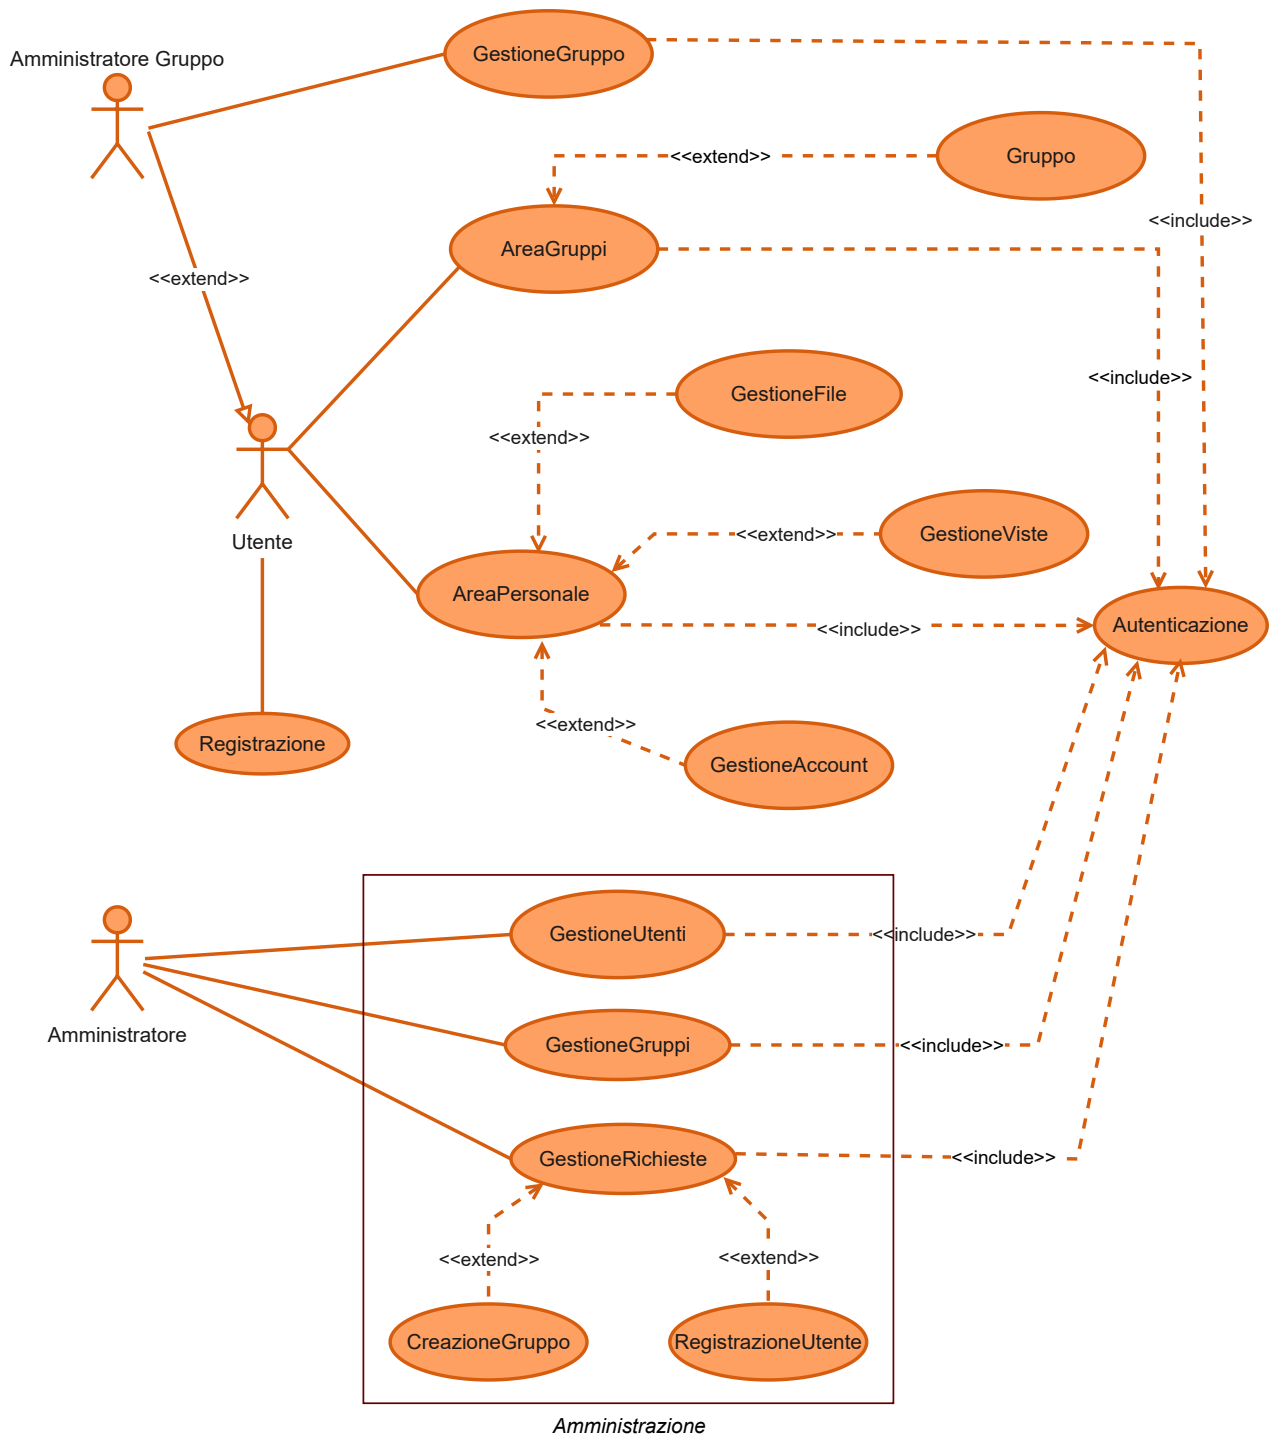 GestioneGruppo
Amministratore Gruppo
<<extend>>
Gruppo
<<include>>
AreaGruppi
<<extend>>
<<include>>
GestioneFile
<<extend>>
<<extend>>
GestioneViste
Utente
AreaPersonale
<<include>>
Autenticazione
<<extend>>
Registrazione
GestioneAccount
GestioneUtenti
<<include>>
Amministratore
GestioneGruppi
<<include>>
GestioneRichieste
<<include>>
<<extend>>
<<extend>>
CreazioneGruppo
RegistrazioneUtente
Amministrazione